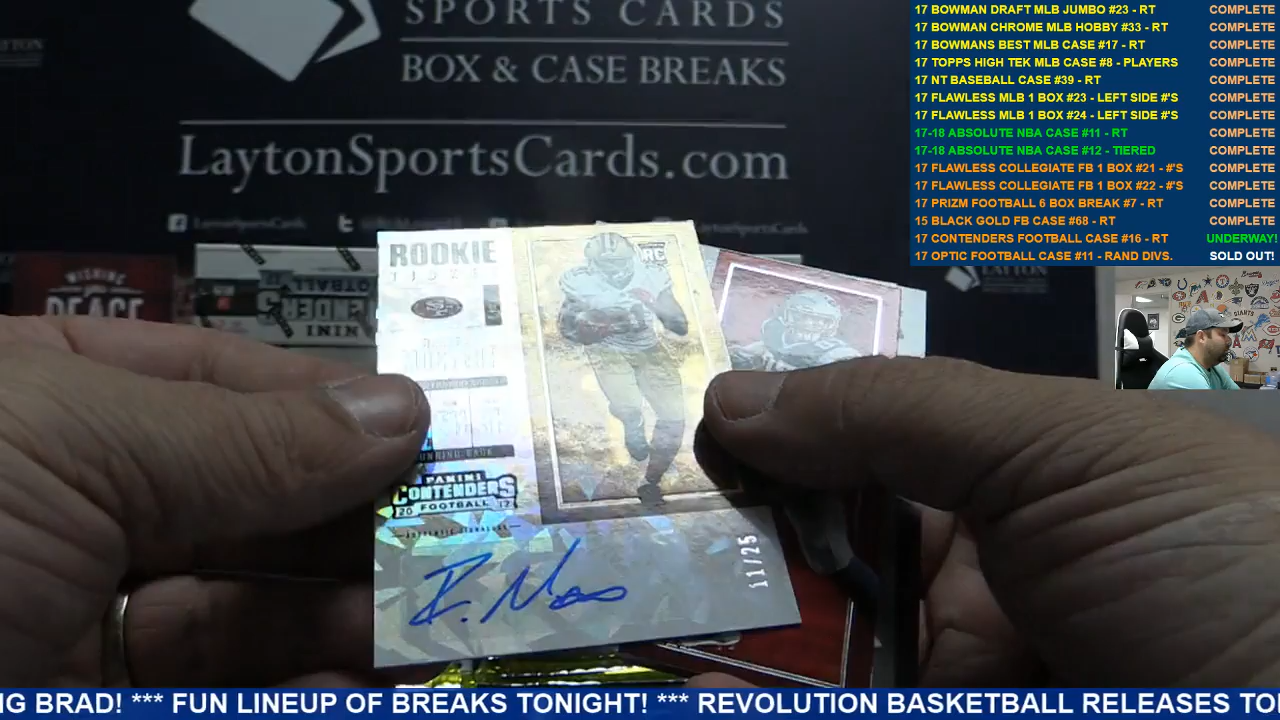 SPORTS CARDS
BOX & CASE BREAKS
LaytonSportsCards.com
17 BOWMAN DRAFT MLB JUMBO #23 - RT COMPLETE
17 BOWMAN CHROME MLB HOBBY #33 - RT COMPLETE
17 BOWMANS BEST MLB CASE #17 - RT COMPLETE
17 TOPPS HIGH TEK MLB CASE #8 - PLAYERS COMPLETE
17 NT BASEBALL CASE #39 - RT COMPLETE
17 FLAWLESS MLB 1 BOX #23 - LEFT SIDE #'S COMPLETE
17 FLAWLESS MLB 1 BOX #24 - LEFT SIDE #'S COMPLETE
17-18 ABSOLUTE NBA CASE #11 - RT COMPLETE
17-18 ABSOLUTE NBA CASE #12 - TIERED COMPLETE
17 FLAWLESS COLLEGIATE FB 1 BOX #21 - #'S COMPLETE
17 FLAWLESS COLLEGIATE FB 1 BOX #22 - #'S COMPLETE
17 PRIZM FOOTBALL 6 BOX BREAK #7 - RT COMPLETE
15 BLACK GOLD FB CASE #68 - RT COMPLETE
17 CONTENDERS FOOTBALL CASE #16 - RT UNDERWAY!
17 OPTIC FOOTBALL CASE #11 - RAND DIVS. SOLD OUT!
ROOKIE
RC
PANINI
CONTENDERS
20 FOOTBALL 17
11/25
PEACE
MINI
G BRAD! *** FUN LINEUP OF BREAKS TONIGHT! *** REVOLUTION BASKETBALL RELEASES TO